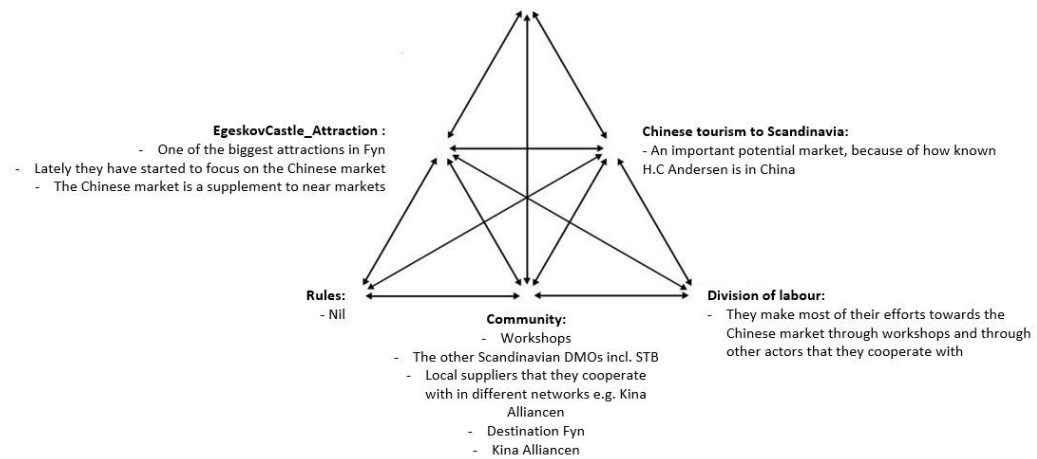 EgeskovCastle_Attraction :
- One of the biggest attractions in Fyn
- Lately they have started to focus on the Chinese market
- The Chinese market is a supplement to near markets
Chinese tourism to Scandinavia:
- An important potential market, because of how known
H.C Andersen is in China
Rules:
- Nil
Community:
- Workshops
- The other Scandinavian DMOs incl. STB
- Local suppliers that they cooperate
with in different networks e.g. Kina
Alliancen
- Destination Fyn
- Kina Alliancen
Division of labour:
- They make most of their efforts towards the
Chinese market through workshops and through
other actors that they cooperate with